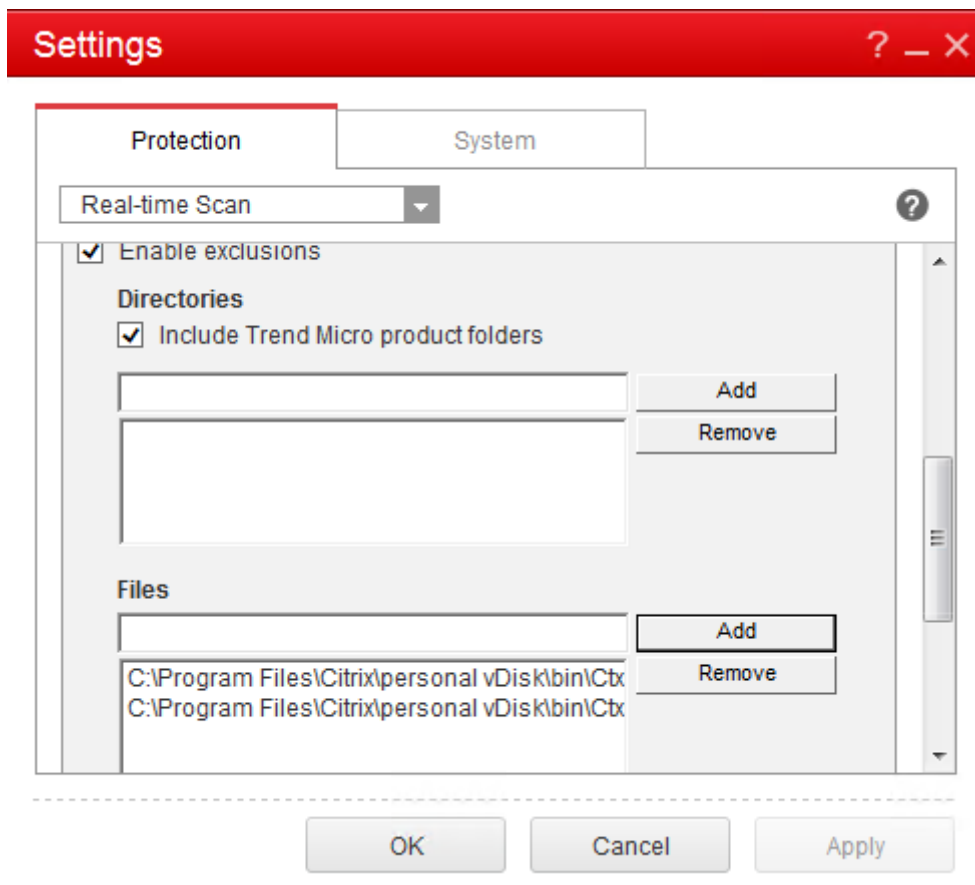 Settings
?
Protection
System
Real-time Scan
?
Enable exclusions
Directories
Include Trend Micro product folders
Add
Remove
Files
Add
C:\Program Files\Citrix\personal vDisk\bin\Ctx
Remove
C:\Program Files\Citrix\personal vDisk\bin\Ctx
OK
Cancel
Apply